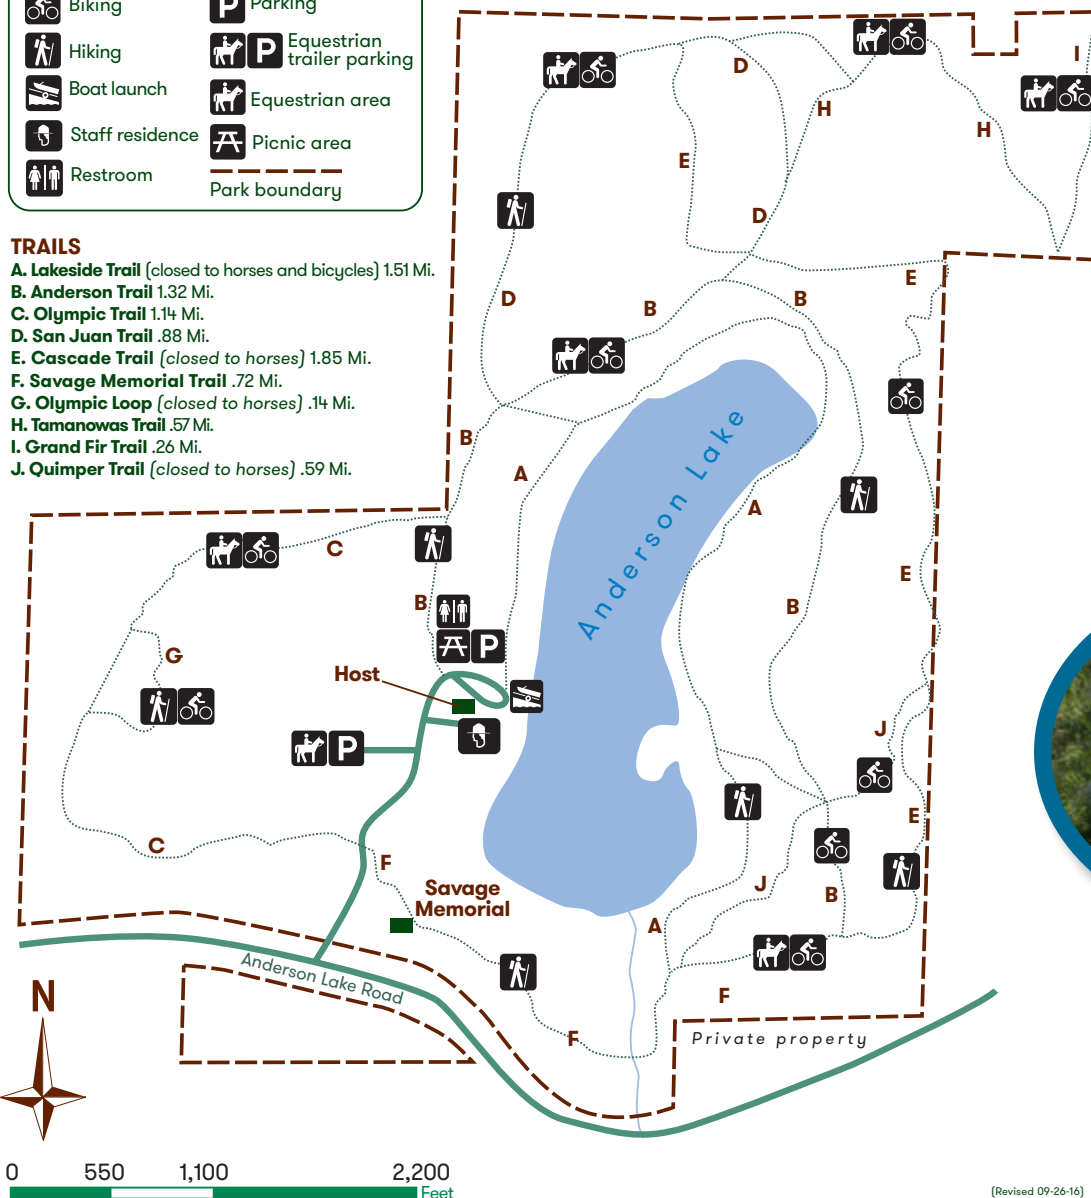 Biking
Parking
Hiking
P
Equestrian
trailer parking
Boat launch
Equestrian area
Staff residence
Picnic area
Restroom
Park boundary
TRAILS
A. Lakeside Trail (closed to horses and bicycles) 1.51 Mi.
B. Anderson Trail 1.32 Mi.
C. Olympic Trail 1.14 Mi.
D. San Juan Trail .88 Mi.
E. Cascade Trail (closed to horses) 1.85 Mi.
F. Savage Memorial Trail .72 Mi.
G. Olympic Loop (closed to horses) .14 Mi.
H. Tamanowas Trail .57 Mi.
I. Grand Fir Trail .26 Mi.
J. Quimper Trail (closed to horses) .59 Mi.
D
I
H
H
E
D
E
D
B
B
B
A
A
C
E
B
B
G
P
Host
J
P
E
C
F
J
Savage
Memorial
B
A
Anderson Lake
Anderson Lake Road
F
F
Private property
N
0 550 1,100 2,200
Feet
(Revised 09-26-16)